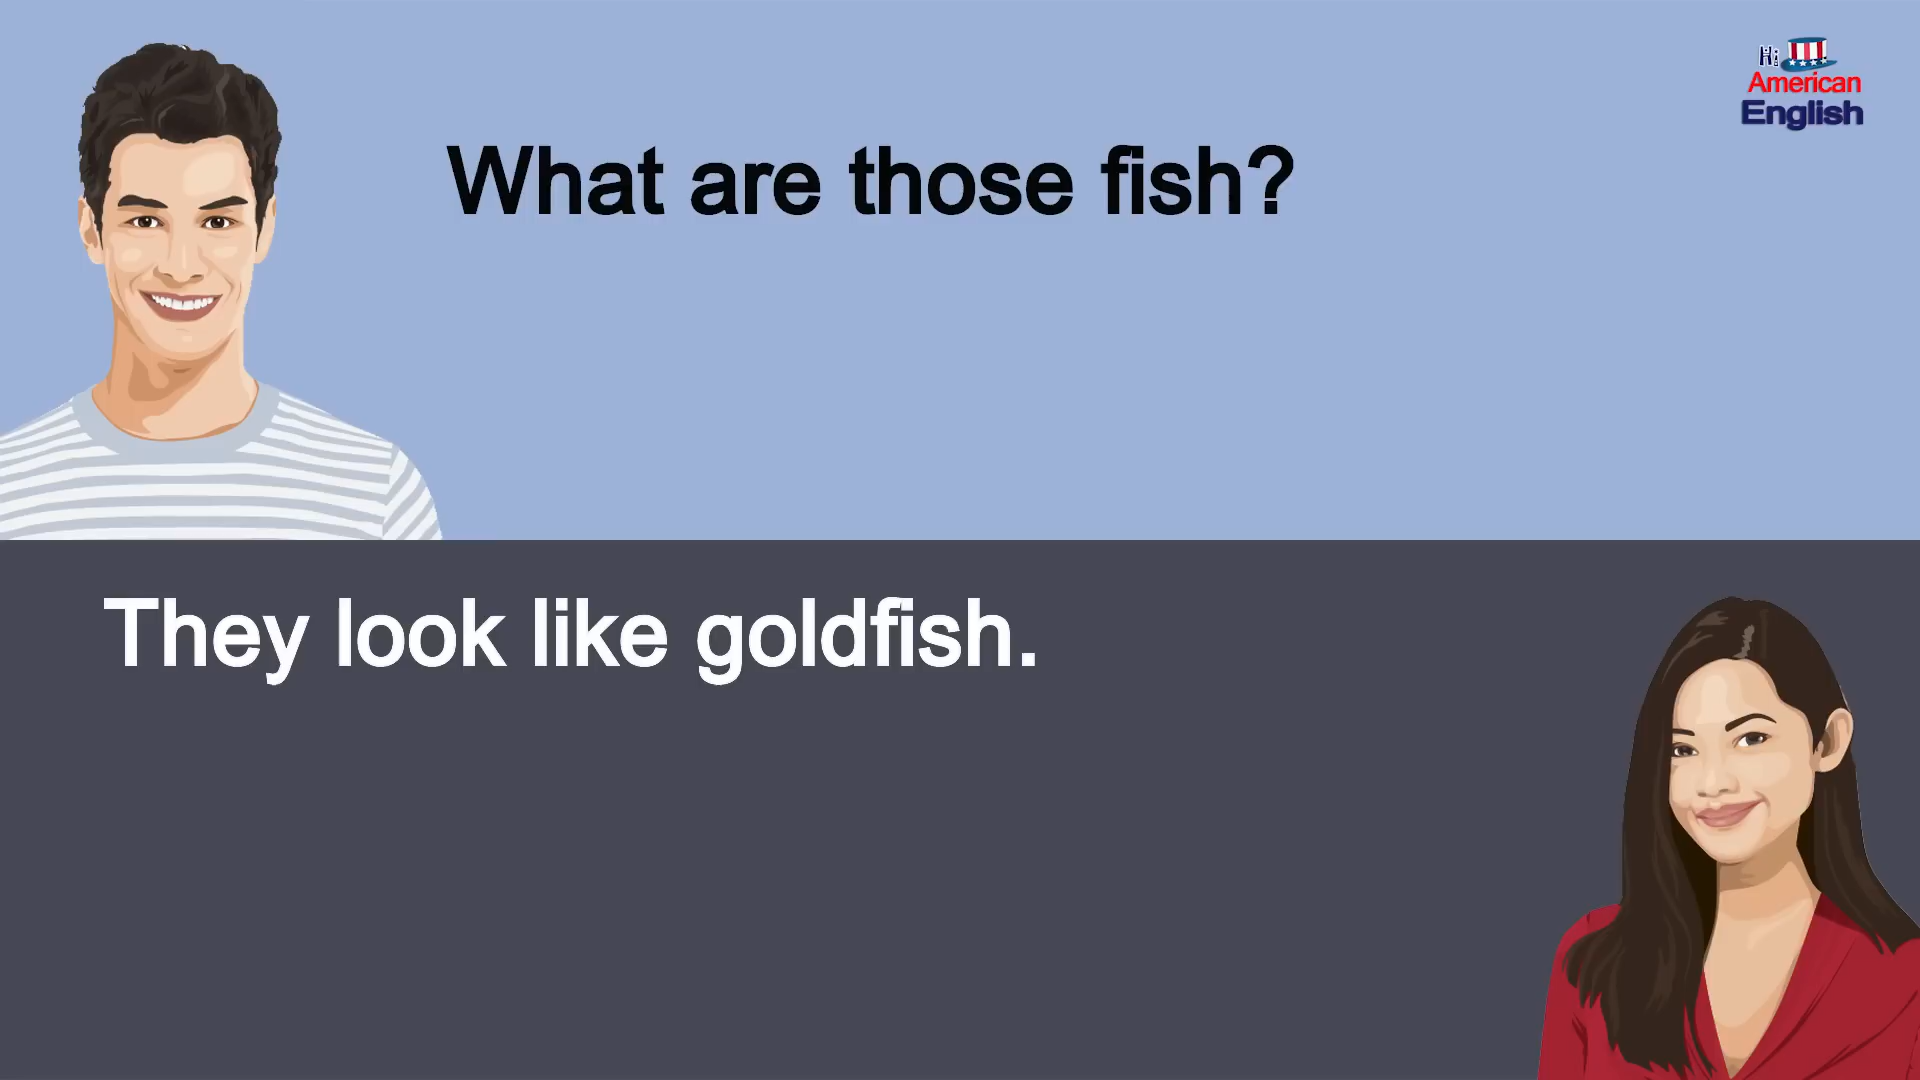 Hi
American
English
What are those fish?
They look like goldfish.